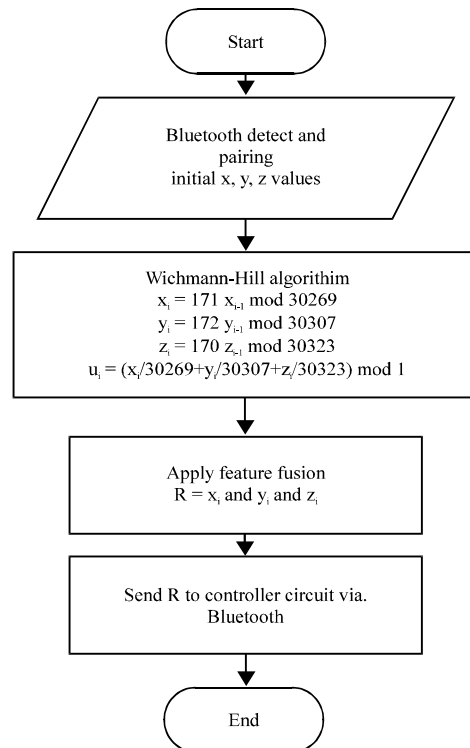 Start
Bluetooth detect and
pairing
initial x, y, z values
Wichmann-Hill algorithim
xᵢ = 171 xᵢ₋₁ mod 30269
yᵢ = 172 yᵢ₋₁ mod 30307
zᵢ = 170 zᵢ₋₁ mod 30323
uᵢ = (xᵢ/30269+yᵢ/30307+zᵢ/30323) mod 1
Apply feature fusion
R = xᵢ and yᵢ and zᵢ
Send R to controller circuit via.
Bluetooth
End